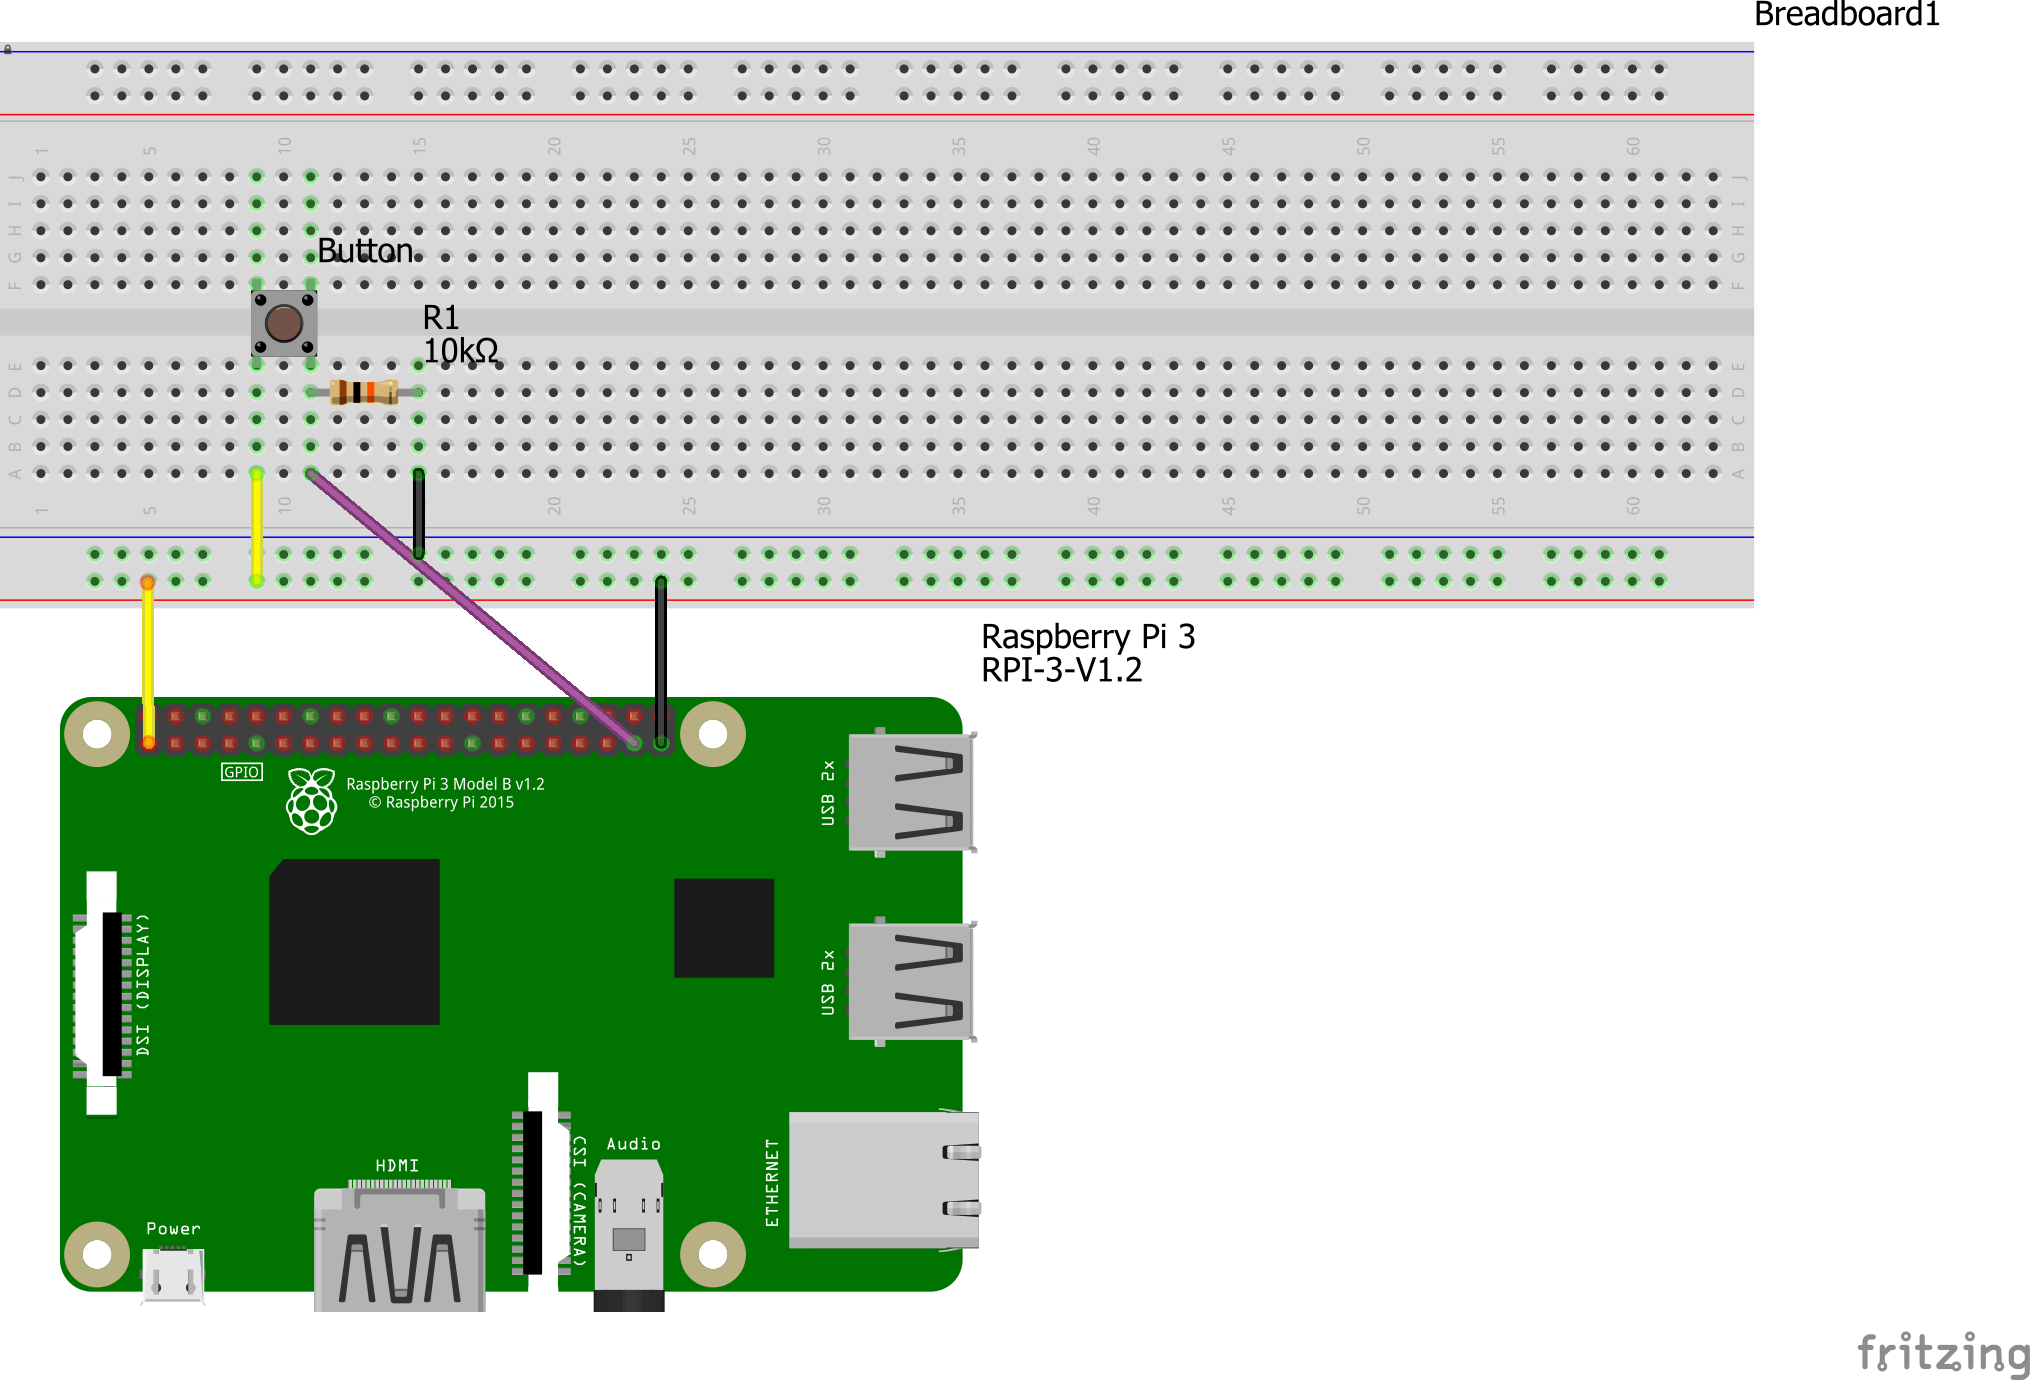 Breadboard1
1 5 10 15 20 25 30 35 40 45 50 55 60
J J
I I
H H
Button
G G
F F
R1
10kΩ
E E
D D
C C
B B
A A
1 5 10 15 20 25 30 35 40 45 50 55 60
Raspberry Pi 3
RPI-3-V1.2
GPIO
Raspberry Pi 3 Model B v1.2
© Raspberry Pi 2015
USB 2x
DSI (DISPLAY)
USB 2x
CSI (CAMERA)
Audio
ETHERNET
HDMI
Power
fritzing